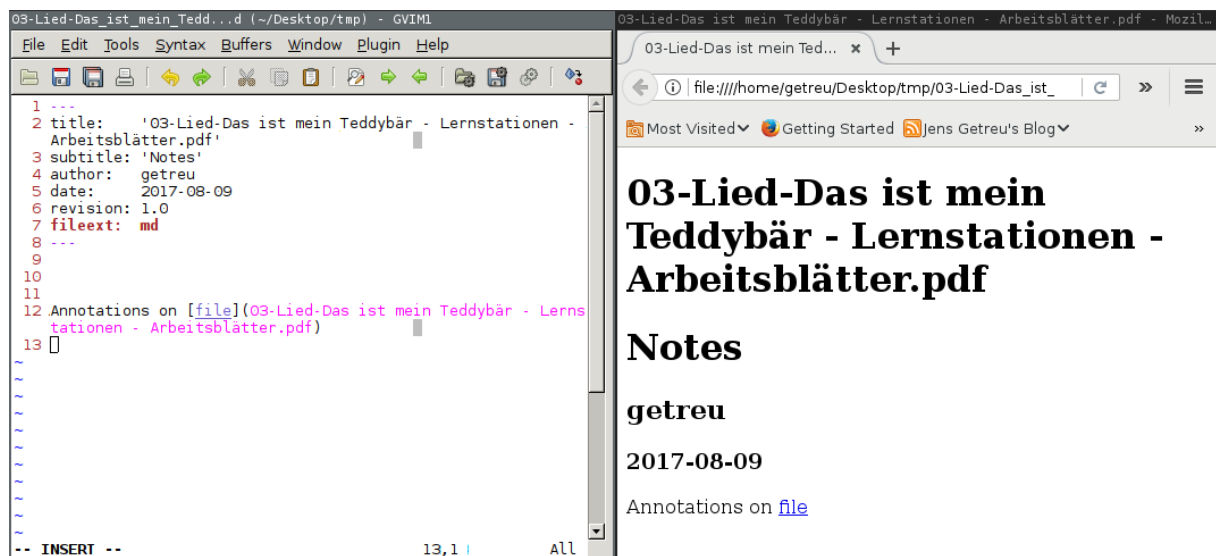 03-Lied-Das_ist_mein_Tedd...d (~/Desktop/tmp) - GVIM1
File Edit Tools Syntax Buffers Window Plugin Help
1 ---
2 title:    '03-Lied-Das ist mein Teddybär - Lernstationen -
Arbeitsblätter.pdf'
3 subtitle: 'Notes'
4 author:   getreu
5 date:     2017-08-09
6 revision: 1.0
7 fileext:  md
8 ---
9
10
11
12 Annotations on [file](03-Lied-Das ist mein Teddybär - Lerns
tationen - Arbeitsblätter.pdf)
13
~
~
~
~
~
~
~
~
~
~
-- INSERT -- 13,1 All
03-Lied-Das ist mein Teddybär - Lernstationen - Arbeitsblätter.pdf - Mozil…
03-Lied-Das ist mein Ted... × +
file:////home/getreu/Desktop/tmp/03-Lied-Das_ist_ »
Most Visited Getting Started Jens Getreu's Blog »
03-Lied-Das ist mein
Teddybär - Lernstationen -
Arbeitsblätter.pdf
Notes
getreu
2017-08-09
Annotations on file